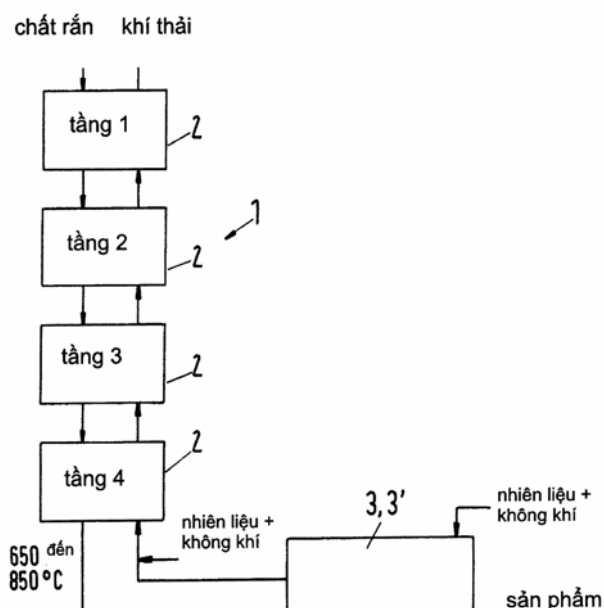 chất rắn khí thải
tầng 1
2
tầng 2
2
1
tầng 3
2
tầng 4
2
650 đến
850°C
nhiên liệu +
không khí
3,3'
nhiên liệu +
không khí
sản phẩm